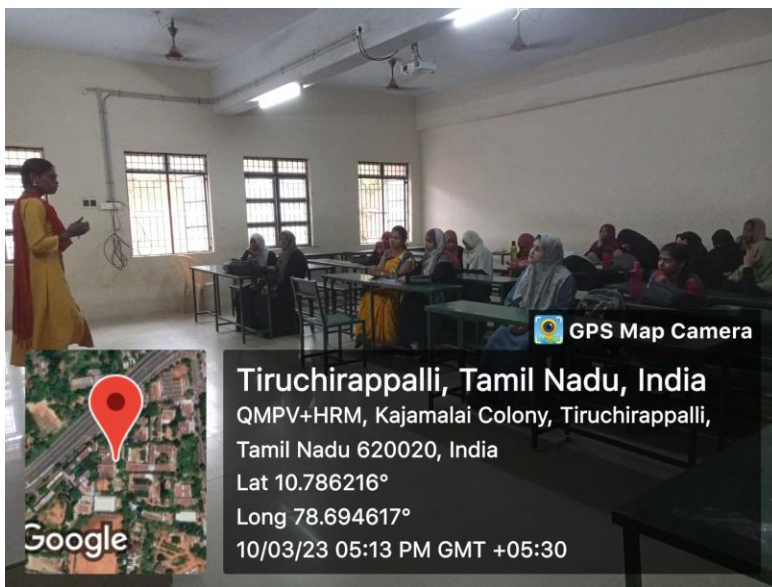 GPS Map Camera
Tiruchirappalli, Tamil Nadu, India
QMPV+HRM, Kajamalai Colony, Tiruchirappalli,
Tamil Nadu 620020, India
Lat 10.786216°
Long 78.694617°
10/03/23 05:13 PM GMT +05:30
Google